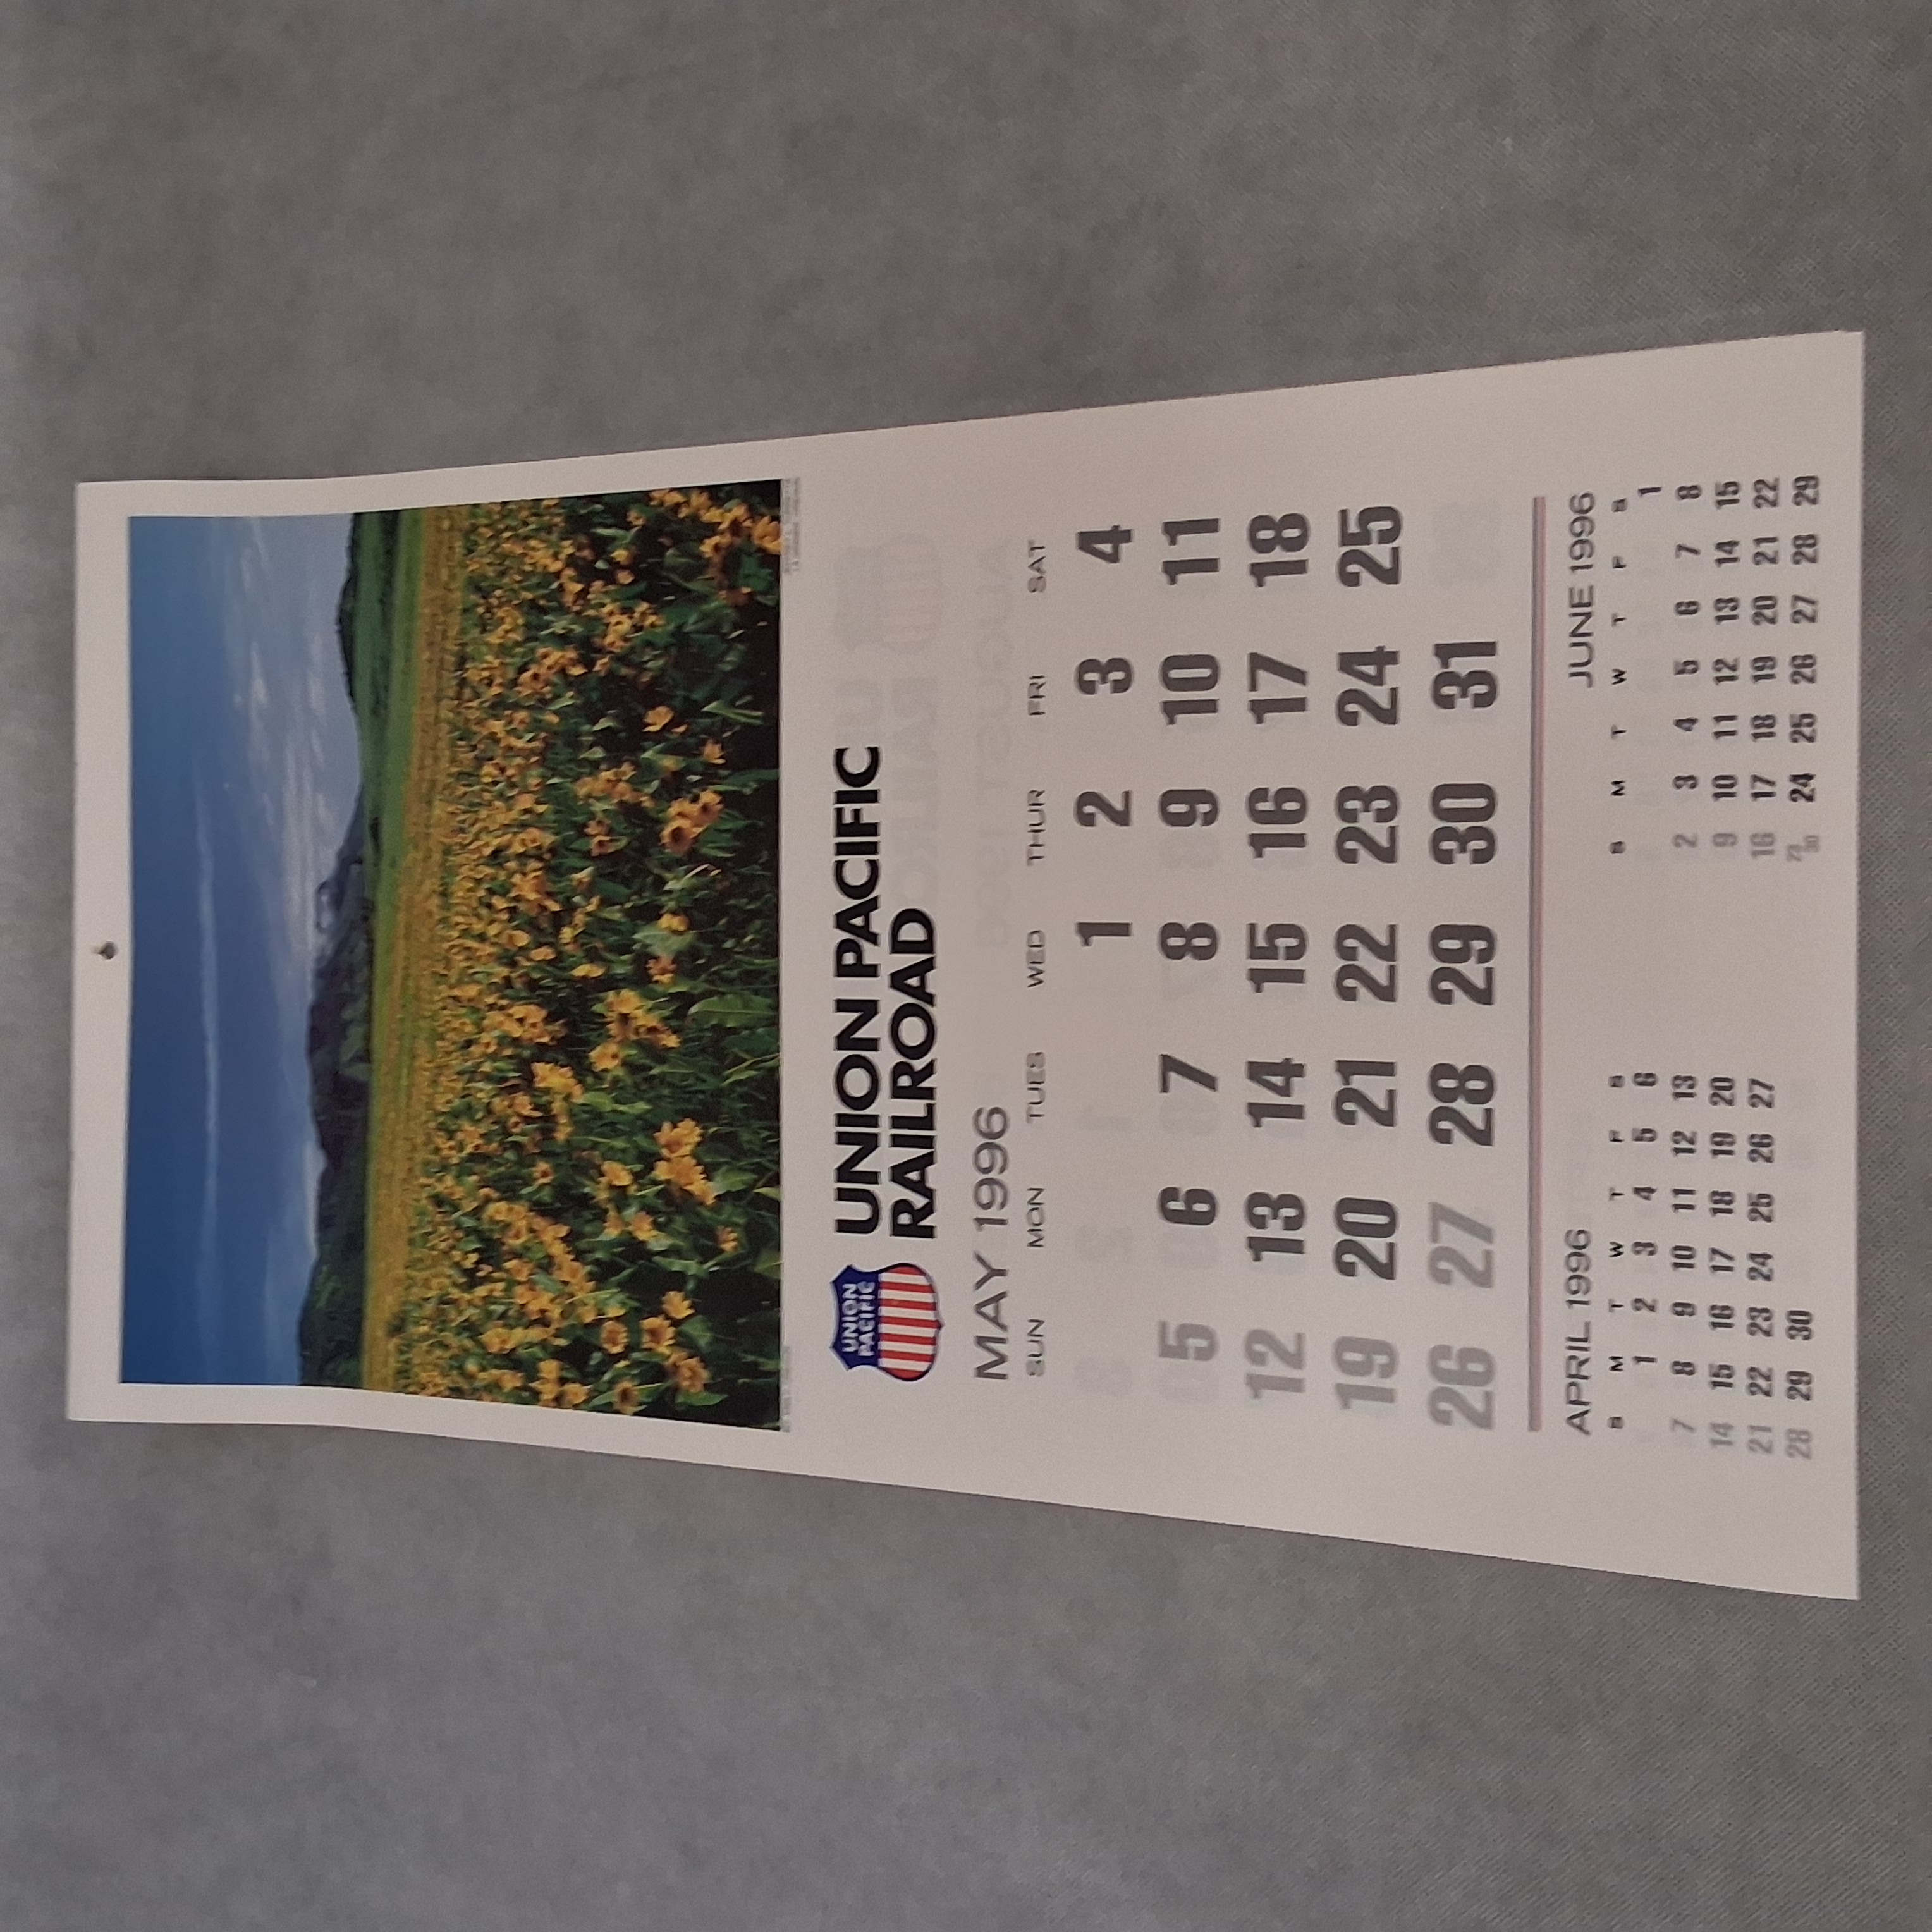 UNION PACIFIC
RAILROAD
UNION
PACIFIC
MAY 1996
SUN MON TUES WED THUR FRI SAT
1 2 3 4
5 6 7 8 9 10 11
12 13 14 15 16 17 18
19 20 21 22 23 24 25
26 27 28 29 30 31
APRIL 1996
S M T W T F S
1 2 3 4 5 6
7 8 9 10 11 12 13
14 15 16 17 18 19 20
21 22 23 24 25 26 27
28 29 30
JUNE 1996
S M T W T F S
1
2 3 4 5 6 7 8
9 10 11 12 13 14 15
16 17 18 19 20 21 22
23/30 24 25 26 27 28 29